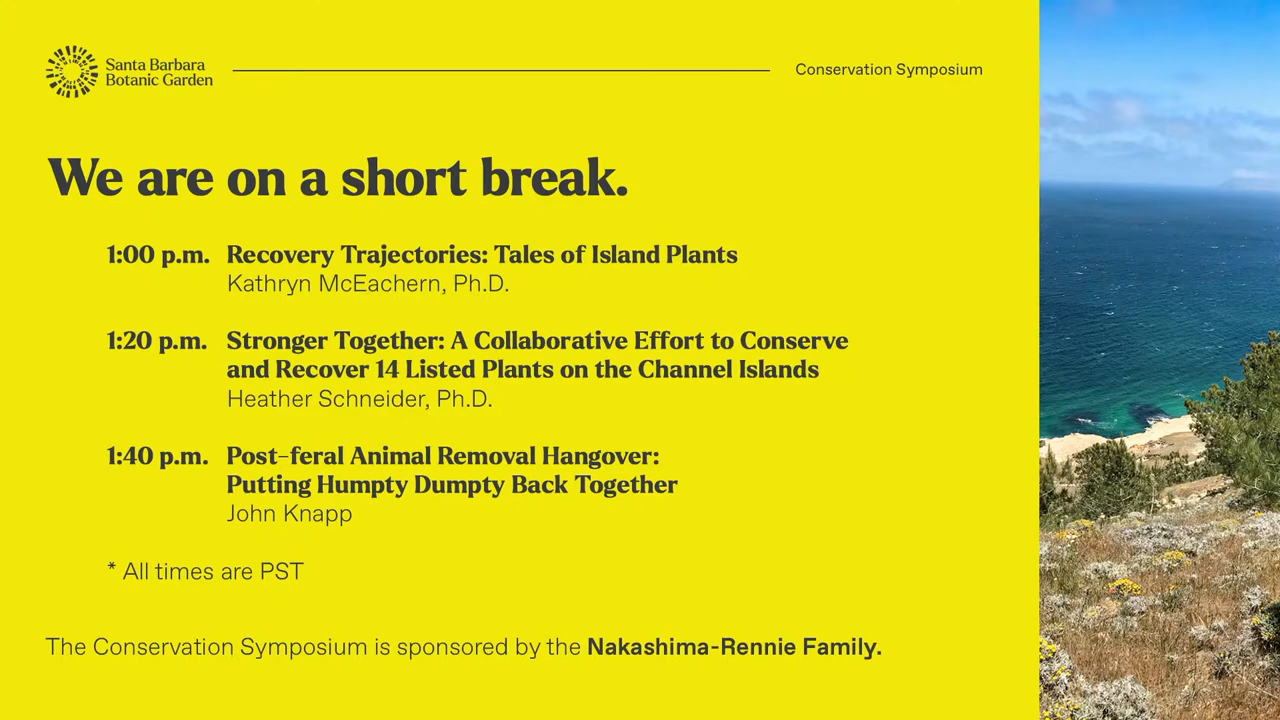 Santa Barbara
Botanic Garden
Conservation Symposium
We are on a short break.
1:00 p.m. Recovery Trajectories: Tales of Island Plants
Kathryn McEachern, Ph.D.
1:20 p.m. Stronger Together: A Collaborative Effort to Conserve
and Recover 14 Listed Plants on the Channel Islands
Heather Schneider, Ph.D.
1:40 p.m. Post-feral Animal Removal Hangover:
Putting Humpty Dumpty Back Together
John Knapp
* All times are PST
The Conservation Symposium is sponsored by the Nakashima-Rennie Family.